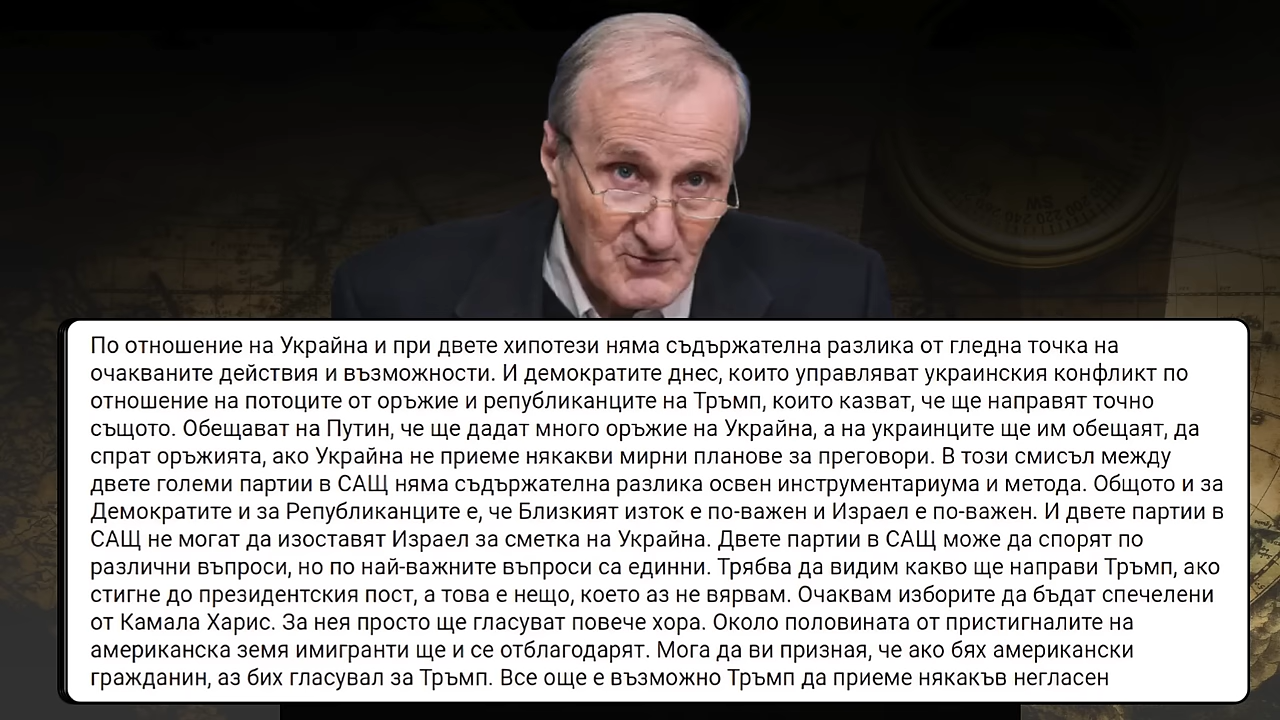 По отношение на Украйна и при двете хипотези няма съдържателна разлика от гледна точка на
очакваните действия и възможности. И демократите днес, които управляват украинския конфликт по
отношение на потоците от оръжие и републиканците на Тръмп, които казват, че ще направят точно
същото. Обещават на Путин, че ще дадат много оръжие на Украйна, а на украинците ще им обещаят, да
спрат оръжията, ако Украйна не приеме някакви мирни планове за преговори. В този смисъл между
двете големи партии в САЩ няма съдържателна разлика освен инструментариума и метода. Общото и за
Демократите и за Републиканците е, че Близкият изток е по-важен и Израел е по-важен. И двете партии в
САЩ не могат да изоставят Израел за сметка на Украйна. Двете партии в САЩ може да спорят по
различни въпроси, но по най-важните въпроси са единни. Трябва да видим какво ще направи Тръмп, ако
стигне до президентския пост, а това е нещо, което аз не вярвам. Очаквам изборите да бъдат спечелени
от Камала Харис. За нея просто ще гласуват повече хора. Около половината от пристигналите на
американска земя имигранти ще и се отблагодарят. Мога да ви призная, че ако бях американски
гражданин, аз бих гласувал за Тръмп. Все още е възможно Тръмп да приеме някакъв негласен